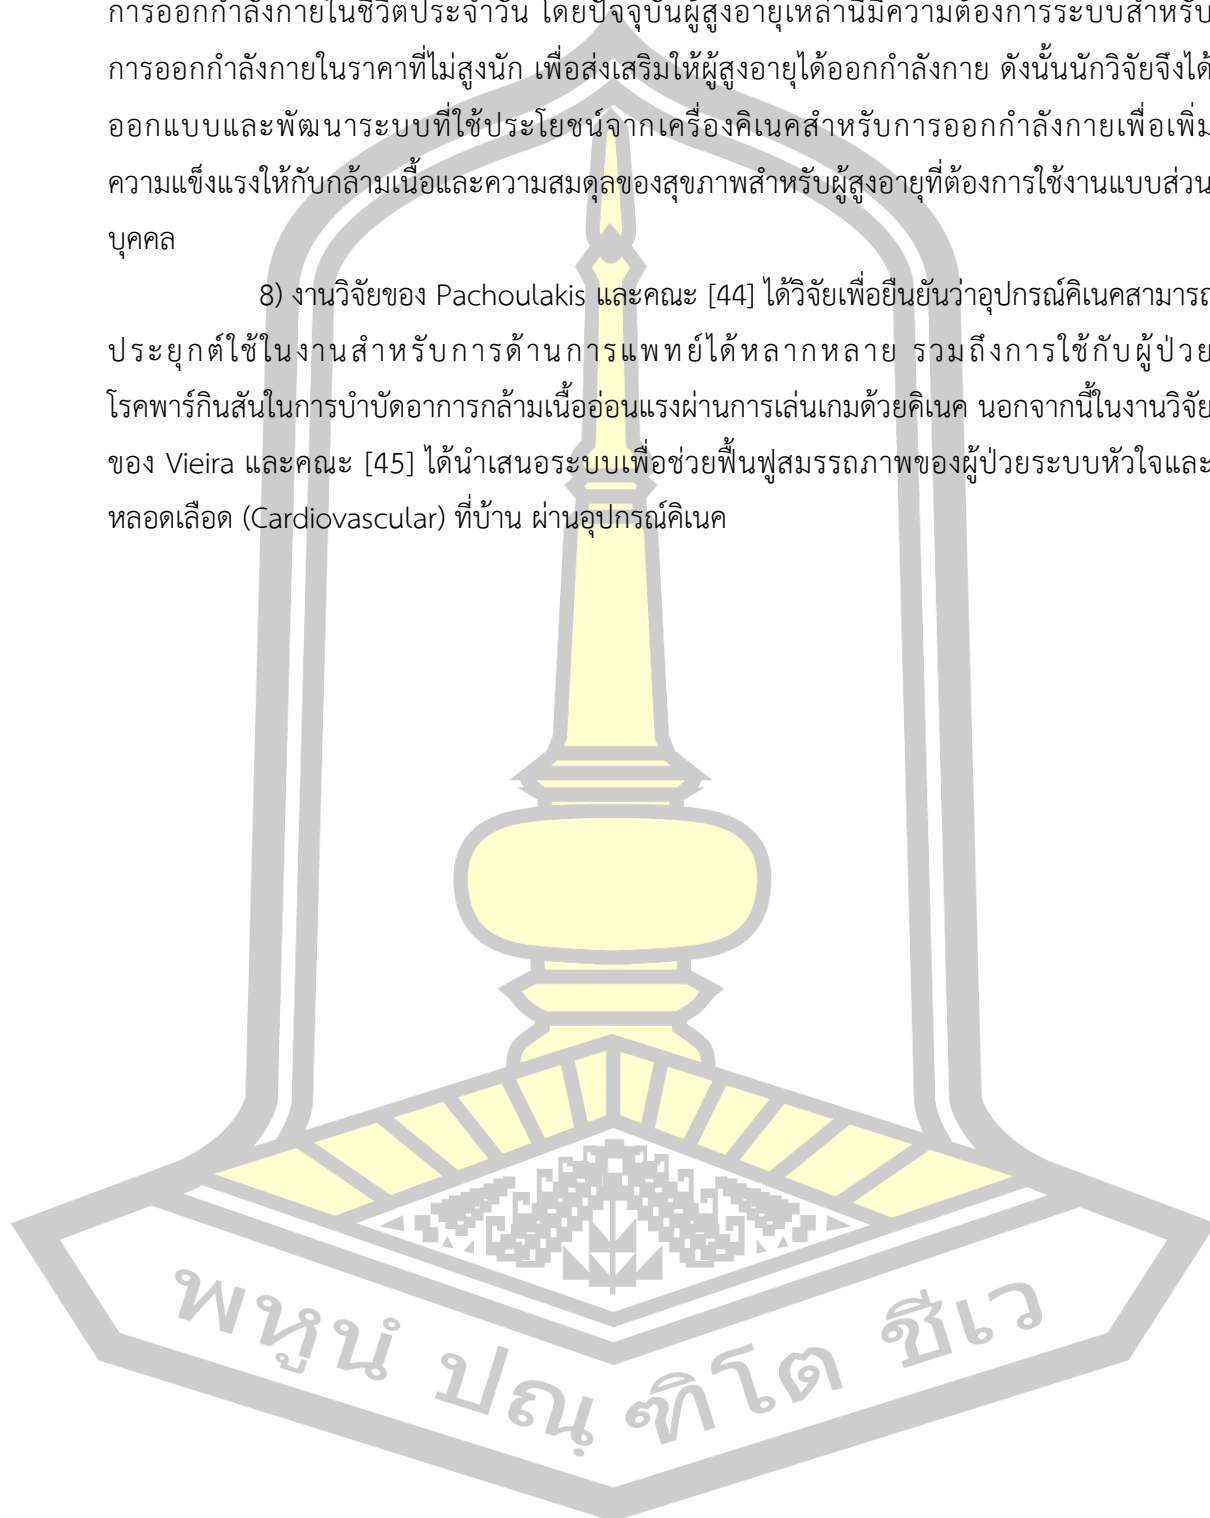 การออกกำลังกายในชีวิตประจำวัน โดยปัจจุบันผู้สูงอายุเหล่านี้มีความต้องการระบบสำหรับ
การออกกำลังกายในราคาที่ไม่สูงนัก เพื่อส่งเสริมให้ผู้สูงอายุได้ออกกำลังกาย ดังนั้นนักวิจัยจึงได้
ออกแบบและพัฒนาระบบที่ใช้ประโยชน์จากเครื่องคิเนคสำหรับการออกกำลังกายเพื่อเพิ่ม
ความแข็งแรงให้กับกล้ามเนื้อและความสมดุลของสุขภาพสำหรับผู้สูงอายุที่ต้องการใช้งานแบบส่วน
บุคคล
8) งานวิจัยของ Pachoulakis และคณะ [44] ได้วิจัยเพื่อยืนยันว่าอุปกรณ์คิเนคสามารถ
ประยุกต์ใช้ในงานสำหรับการด้านการแพทย์ได้หลากหลาย รวมถึงการใช้กับผู้ป่วย
โรคพาร์กินสันในการบำบัดอาการกล้ามเนื้ออ่อนแรงผ่านการเล่นเกมด้วยคิเนค นอกจากนี้ในงานวิจัย
ของ Vieira และคณะ [45] ได้นำเสนอระบบเพื่อช่วยฟื้นฟูสมรรถภาพของผู้ป่วยระบบหัวใจและ
หลอดเลือด (Cardiovascular) ที่บ้าน ผ่านอุปกรณ์คิเนค
พหูนํ ปณฺฑิโต ชีเว